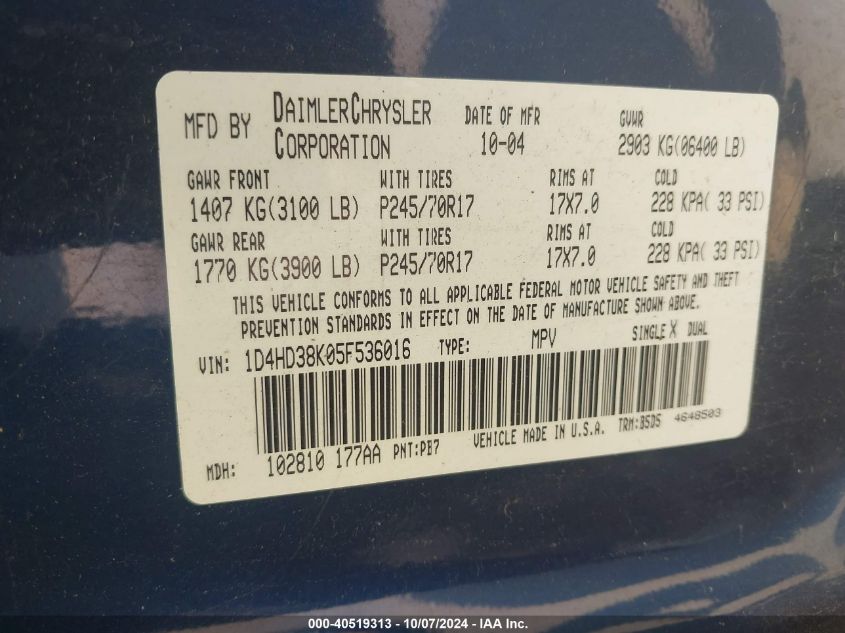 MFD BY DAIMLERCHRYSLER CORPORATION DATE OF MFR 10-04 GVWR 2903 KG(06400 LB)
GAWR FRONT WITH TIRES RIMS AT COLD
1407 KG(3100 LB) P245/70R17 17X7.0 228 KPA( 33 PSI)
GAWR REAR WITH TIRES RIMS AT COLD
1770 KG(3900 LB) P245/70R17 17X7.0 228 KPA( 33 PSI)
THIS VEHICLE CONFORMS TO ALL APPLICABLE FEDERAL MOTOR VEHICLE SAFETY AND THEFT
PREVENTION STANDARDS IN EFFECT ON THE DATE OF MANUFACTURE SHOWN ABOVE.
VIN: 1D4HD38K05F536016 TYPE: MPV SINGLE X DUAL
MDH: 102810 177AA PNT:PB7 VEHICLE MADE IN U.S.A. TRM:B5D5 4648503
000-40519313 - 10/07/2024 - IAA Inc.